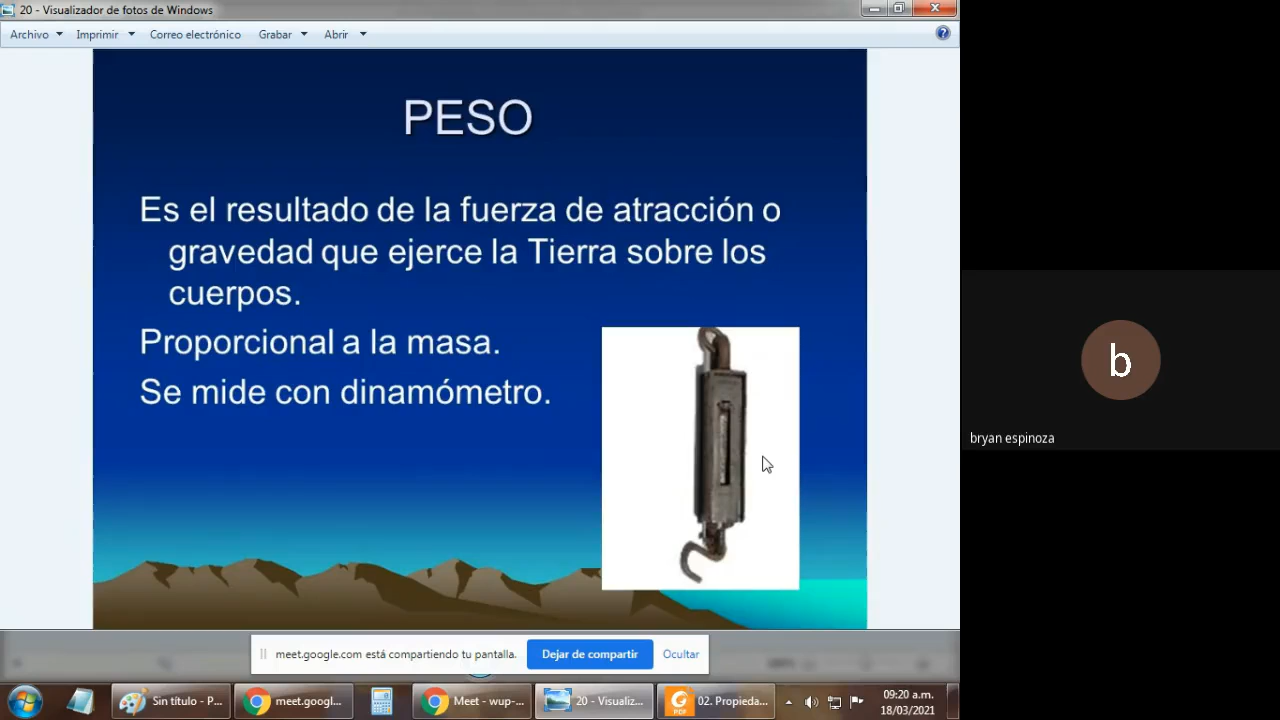 20 - Visualizador de fotos de Windows
Archivo Imprimir Correo electrónico Grabar Abrir
PESO
Es el resultado de la fuerza de atracción o
gravedad que ejerce la Tierra sobre los
cuerpos.
Proporcional a la masa.
Se mide con dinamómetro.
b
bryan espinoza
meet.google.com está compartiendo tu pantalla. Dejar de compartir Ocultar
Sin título - P... meet.googl... Meet - wup-... 20 - Visualiz... 02. Propieda...
09:20 a.m.
18/03/2021